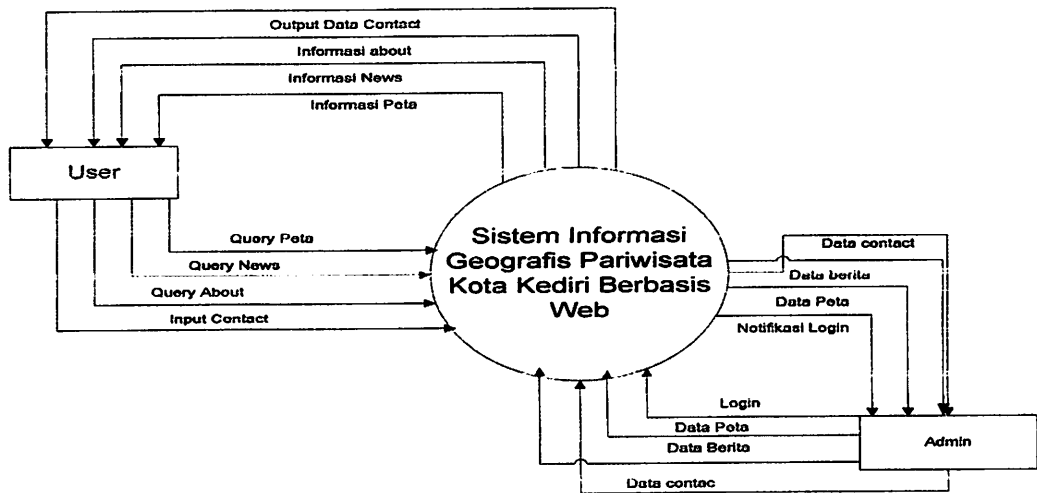 Output Data Contact
Informasi about
Informasi News
Informasi Peta
User
Query Peta
Query News
Query About
Input Contact
Sistem Informasi
Geografis Pariwisata
Kota Kediri Berbasis
Web
Data contact
Data berita
Data Peta
Notifikasi Login
Login
Data Peta
Data Berita
Data contac
Admin